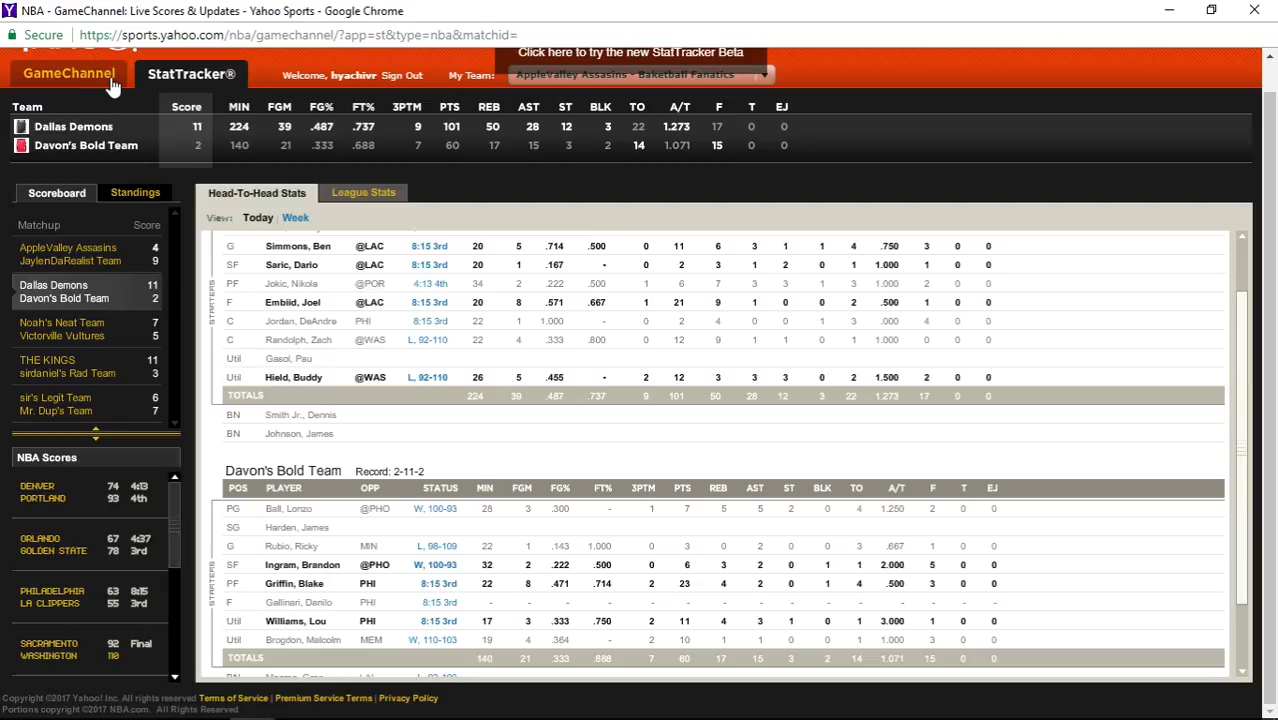 NBA - GameChannel: Live Scores & Updates - Yahoo Sports - Google Chrome
Secure https://sports.yahoo.com/nba/gamechannel/?app=st&type=nba&matchid=
Click here to try the new StatTracker Beta
GameChannel StatTracker® Welcome, hyachivr Sign Out My Team: AppleValley Assasins - Baketball Fanatics
Team Score MIN FGM FG% FT% 3PTM PTS REB AST ST BLK TO A/T F T EJ
Dallas Demons 11 224 39 .487 .737 9 101 50 28 12 3 22 1.273 17 0 0
Davon's Bold Team 2 140 21 .333 .688 7 60 17 15 3 2 14 1.071 15 0 0
Scoreboard Standings
Matchup Score
AppleValley Assasins 4
JaylenDaRealist Team 9
Dallas Demons 11
Davon's Bold Team 2
Noah's Neat Team 7
Victorville Vultures 5
THE KINGS 11
sirdaniel's Rad Team 3
sir's Legit Team 6
Mr. Dup's Team 7
NBA Scores
DENVER 74 4:13
PORTLAND 93 4th
ORLANDO 67 4:37
GOLDEN STATE 78 3rd
PHILADELPHIA 63 8:15
LA CLIPPERS 55 3rd
SACRAMENTO 92 Final
WASHINGTON 110
Head-To-Head Stats League Stats
View: Today Week
STARTERS
G Simmons, Ben @LAC 8:15 3rd 20 5 .714 .500 0 11 6 3 1 1 4 .750 3 0 0
SF Saric, Dario @LAC 8:15 3rd 20 1 .167 - 0 2 3 1 2 0 1 1.000 1 0 0
PF Jokic, Nikola @POR 4:13 4th 34 2 .222 .500 0 6 7 3 1 0 3 1.000 2 0 0
F Embiid, Joel @LAC 8:15 3rd 20 8 .571 .667 1 21 9 1 0 0 2 .500 1 0 0
C Jordan, DeAndre PHI 8:15 3rd 22 1 1.000 - 0 2 4 0 0 1 3 .000 4 0 0
C Randolph, Zach @WAS L, 92-110 22 4 .333 .800 0 12 9 1 1 0 1 1.000 0 0 0
Util Gasol, Pau
Util Hield, Buddy @WAS L, 92-110 26 5 .455 - 2 12 3 3 3 0 2 1.500 2 0 0
TOTALS 224 39 .487 .737 9 101 50 28 12 3 22 1.273 17 0 0
BN Smith Jr., Dennis
BN Johnson, James
Davon's Bold Team Record: 2-11-2
POS PLAYER OPP STATUS MIN FGM FG% FT% 3PTM PTS REB AST ST BLK TO A/T F T EJ
STARTERS
PG Ball, Lonzo @PHO W, 100-93 28 3 .300 - 1 7 5 5 2 0 4 1.250 2 0 0
SG Harden, James
G Rubio, Ricky MIN L, 98-109 22 1 .143 1.000 0 3 0 2 0 0 3 .667 1 0 0
SF Ingram, Brandon @PHO W, 100-93 32 2 .222 .500 0 6 3 2 0 1 1 2.000 5 0 0
PF Griffin, Blake PHI 8:15 3rd 22 8 .471 .714 2 23 4 2 0 1 4 .500 3 0 0
F Gallinari, Danilo PHI 8:15 3rd - - - - - - - - - - - - - - -
Util Williams, Lou PHI 8:15 3rd 17 3 .333 .750 2 11 4 3 1 0 1 3.000 1 0 0
Util Brogdon, Malcolm MEM W, 110-103 19 4 .364 - 2 10 1 1 0 0 1 1.000 3 0 0
TOTALS 140 21 .333 .688 7 60 17 15 3 2 14 1.071 15 0 0
Copyright ©2017 Yahoo! Inc. All rights reserved Terms of Service | Premium Service Terms | Privacy Policy
Portions copyright ©2017 NBA.com. All Rights Reserved